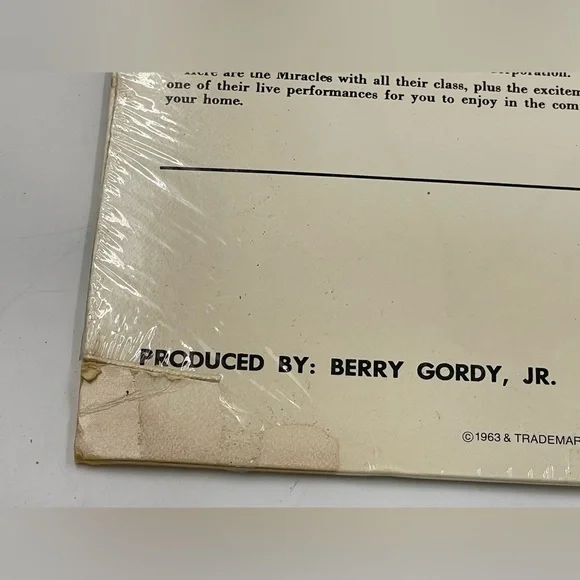 Here are the Miracles with all their class, plus the excitem
one of their live performances for you to enjoy in the com
your home.
PRODUCED BY: BERRY GORDY, JR.
©1963 & TRADEMAR